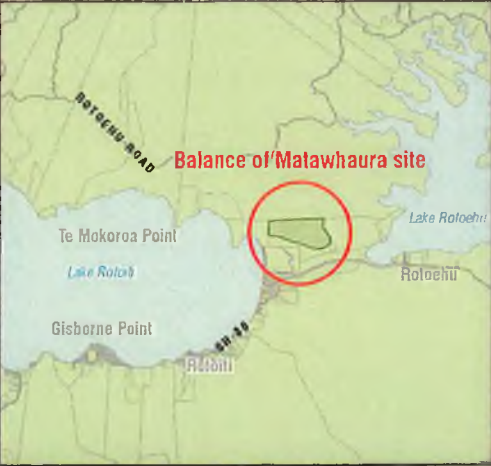 ROTOEHU ROAD
Balance of Matawhaura site
Lake Rotoehu
Te Mokoroa Point
Lake Rotoiti
Rotoehu
Gisborne Point
SH-30
Rotoiti